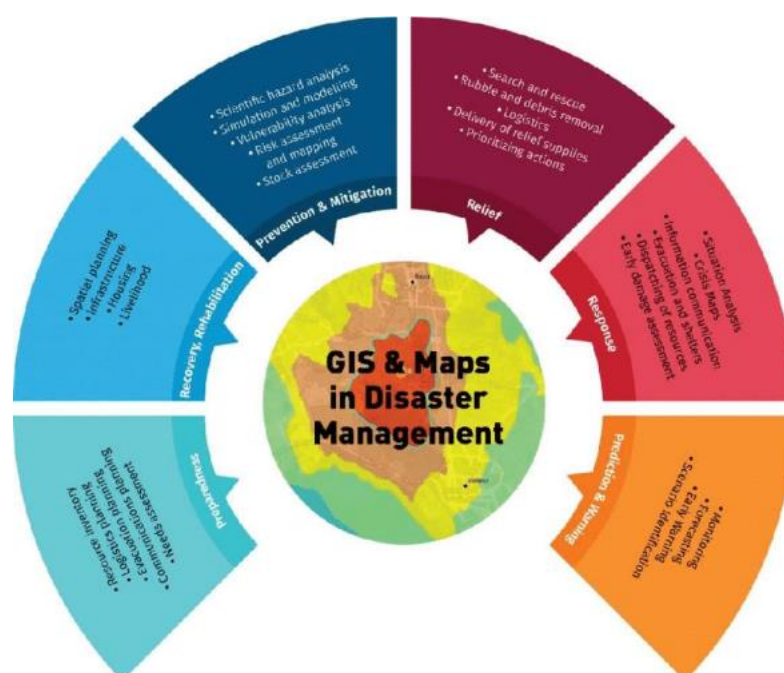 GIS & Maps
in Disaster
Management
Preparedness
• Resource inventory
• Logistics planning
• Evacuation planning
• Communications planning
• Needs assessment
Recovery, Rehabilitation
• Spatial planning
• Infrastructure
• Housing
• Livelihood
Prevention & Mitigation
• Scientific hazard analysis
• Simulation and modelling
• Vulnerability analysis
• Risk assessment
and mapping
• Stock assessment
Relief
• Search and rescue
• Rubble and debris removal
• Logistics
• Delivery of relief supplies
• Prioritizing actions
Response
• Situation Analysis
• Crisis Maps
• Information communication
• Evacuation and shelters
• Dispatching of resources
• Early damage assessment
Prediction & Warning
• Monitoring
• Forecasting
• Early Warning
• Scenario identification